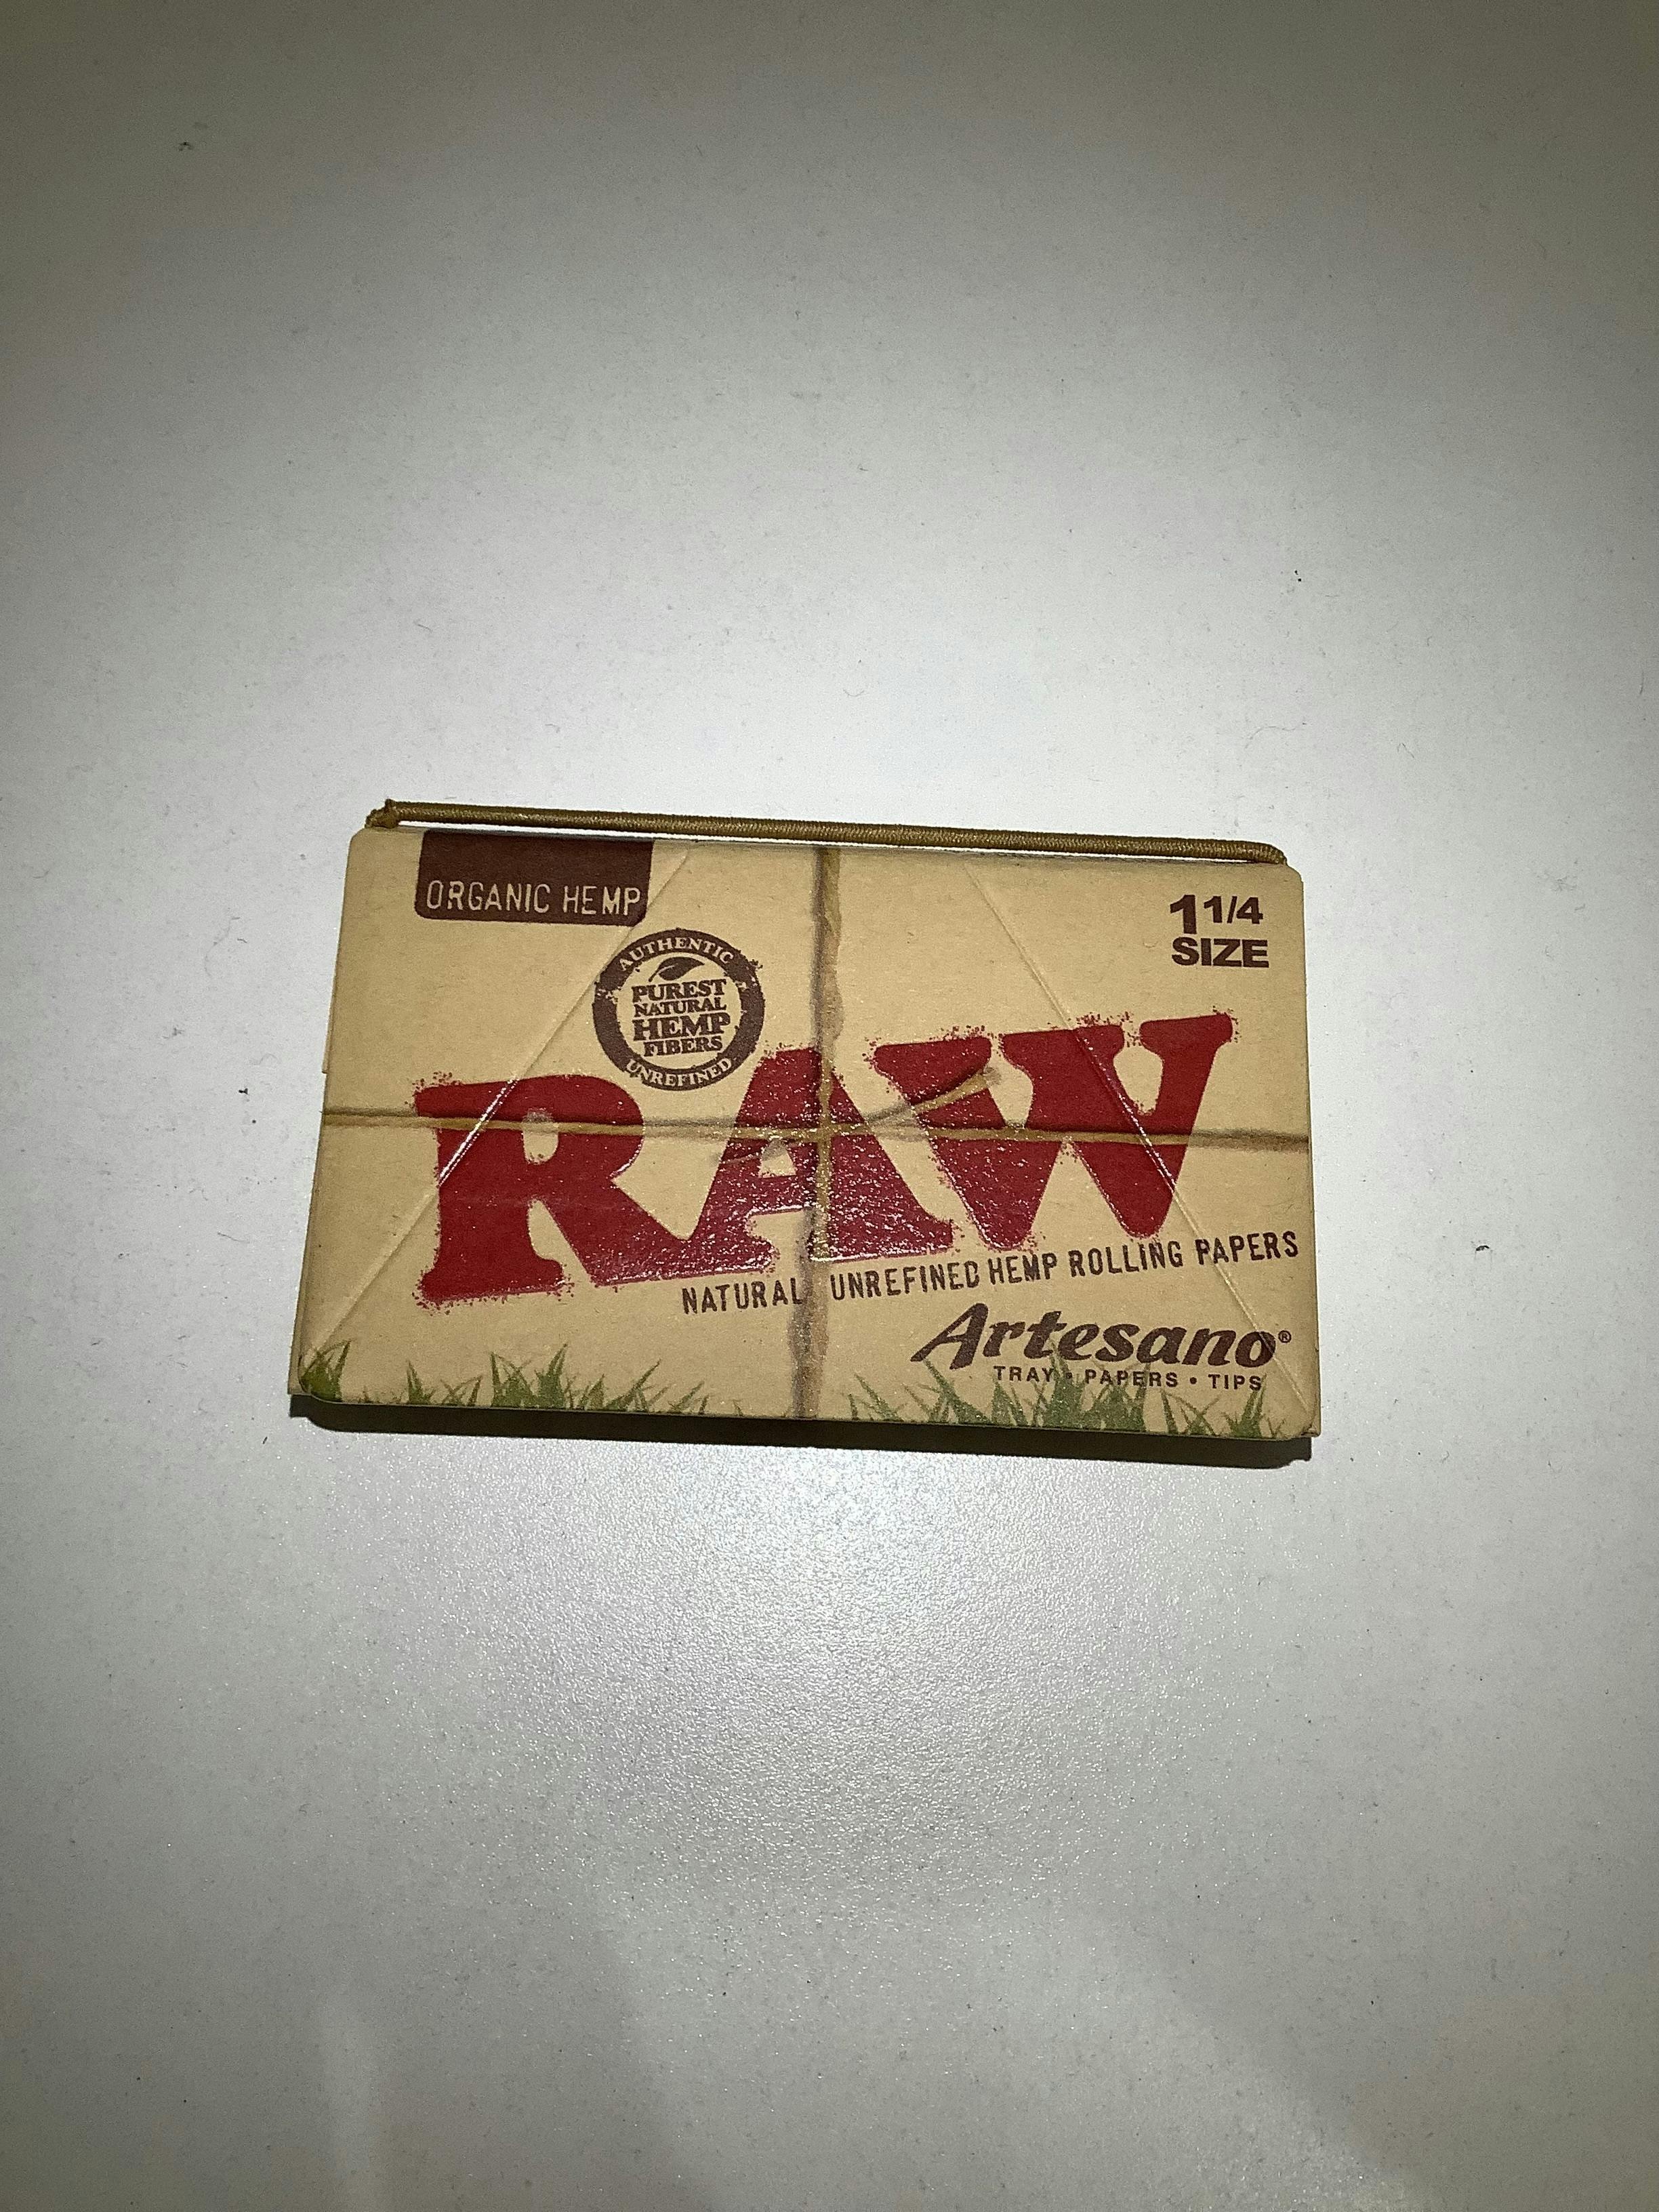 ORGANIC HEMP
1 1/4
SIZE
AUTHENTIC
PUREST
NATURAL
HEMP
FIBERS
UNREFINED
RAW
NATURAL UNREFINED HEMP ROLLING PAPERS
Artesano®
TRAY • PAPERS • TIPS